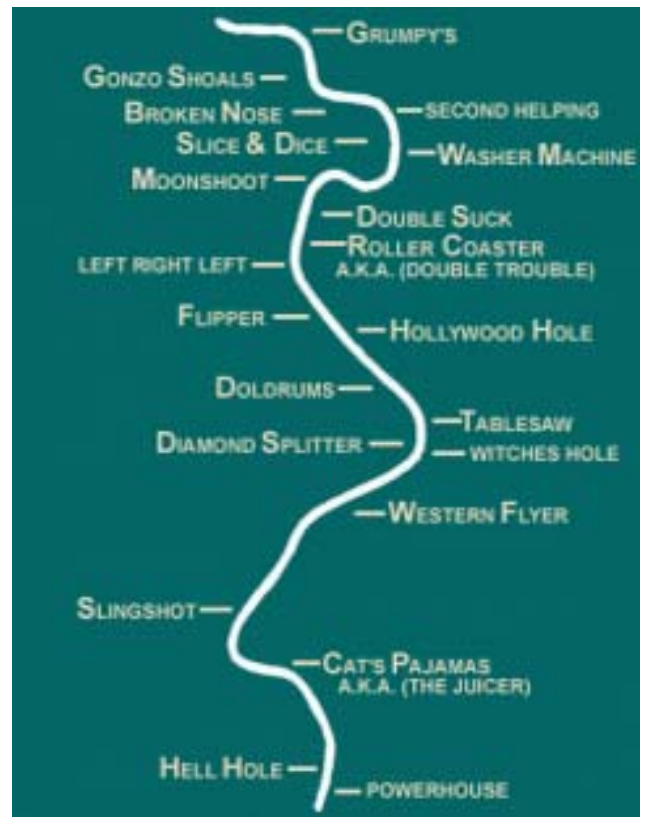 GRUMPY'S
GONZO SHOALS
BROKEN NOSE
SECOND HELPING
SLICE & DICE
WASHER MACHINE
MOONSHOOT
DOUBLE SUCK
ROLLER COASTER
LEFT RIGHT LEFT
A.K.A. (DOUBLE TROUBLE)
FLIPPER
HOLLYWOOD HOLE
DOLDRUMS
TABLESAW
DIAMOND SPLITTER
WITCHES HOLE
WESTERN FLYER
SLINGSHOT
CAT'S PAJAMAS
A.K.A. (THE JUICER)
HELL HOLE
POWERHOUSE